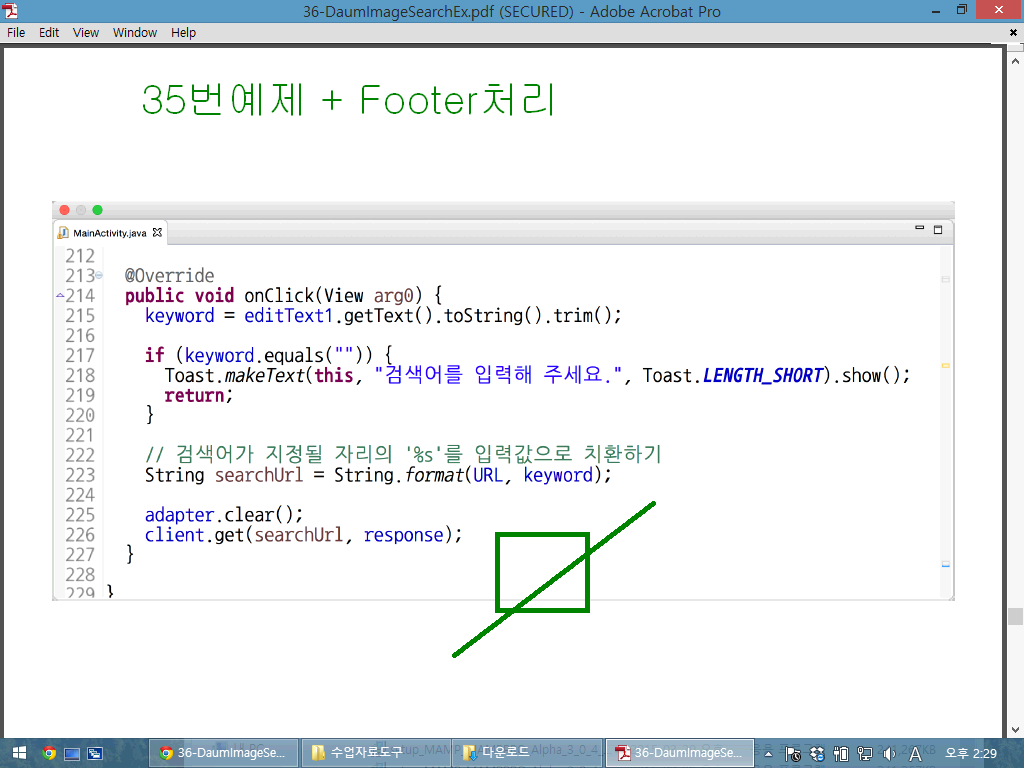 36-DaumImageSearchEx.pdf (SECURED) - Adobe Acrobat Pro
File Edit View Window Help
35번예제 + Footer처리
MainActivity.java
212
213 @Override
214 public void onClick(View arg0) {
215 keyword = editText1.getText().toString().trim();
216
217 if (keyword.equals("")) {
218 Toast.makeText(this, "검색어를 입력해 주세요.", Toast.LENGTH_SHORT).show();
219 return;
220 }
221
222 // 검색어가 지정될 자리의 '%s'를 입력값으로 치환하기
223 String searchUrl = String.format(URL, keyword);
224
225 adapter.clear();
226 client.get(searchUrl, response);
227 }
228
229 }
36-DaumImageSe... 수업자료도구 다운로드 36-DaumImageSe... A 오후 2:29